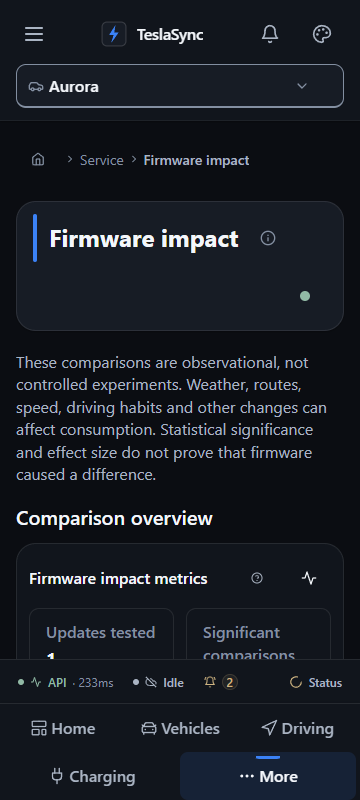 TeslaSync
Aurora
Service
Firmware impact
Firmware impact
These comparisons are observational, not
controlled experiments. Weather, routes,
speed, driving habits and other changes can
affect consumption. Statistical significance
and effect size do not prove that firmware
caused a difference.
Comparison overview
Firmware impact metrics
Updates tested
Significant
comparisons
API · 233ms
Idle
2
Status
Home
Vehicles
Driving
Charging
More